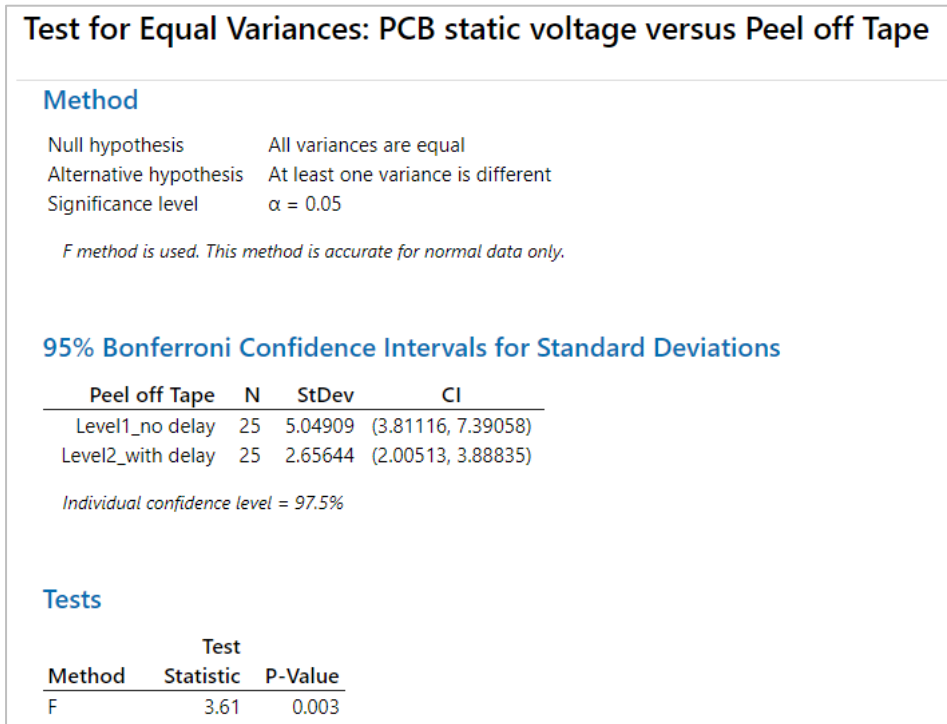 Test for Equal Variances: PCB static voltage versus Peel off Tape
Method
Null hypothesis All variances are equal
Alternative hypothesis At least one variance is different
Significance level α = 0.05
F method is used. This method is accurate for normal data only.
95% Bonferroni Confidence Intervals for Standard Deviations
Peel off Tape N StDev CI
Level1_no delay 25 5.04909 (3.81116, 7.39058)
Level2_with delay 25 2.65644 (2.00513, 3.88835)
Individual confidence level = 97.5%
Tests
Test
Method Statistic P-Value
F 3.61 0.003